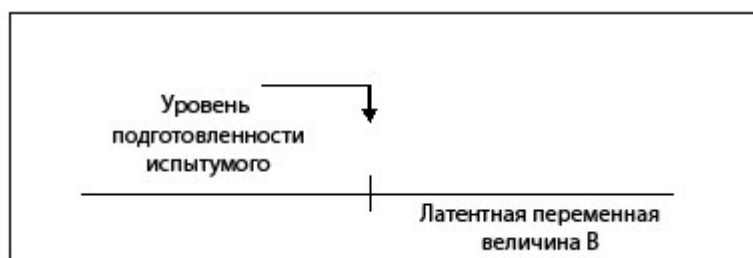 Уровень
подготовленности
испытумого
Латентная переменная
величина В